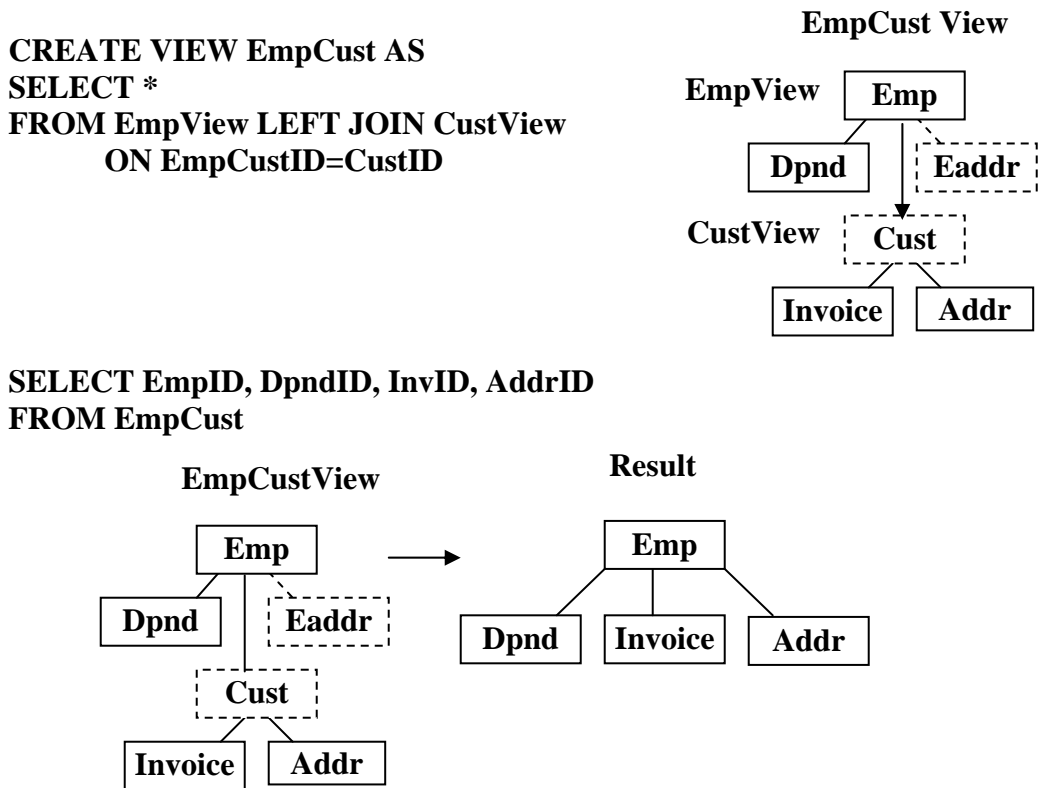 EmpCust View
CREATE VIEW EmpCust AS
SELECT *
FROM EmpView LEFT JOIN CustView
ON EmpCustID=CustID
EmpView
Emp
Dpnd
Eaddr
CustView
Cust
Invoice
Addr
SELECT EmpID, DpndID, InvID, AddrID
FROM EmpCust
EmpCustView
Emp
Dpnd
Eaddr
Cust
Invoice
Addr
Result
Emp
Dpnd
Invoice
Addr